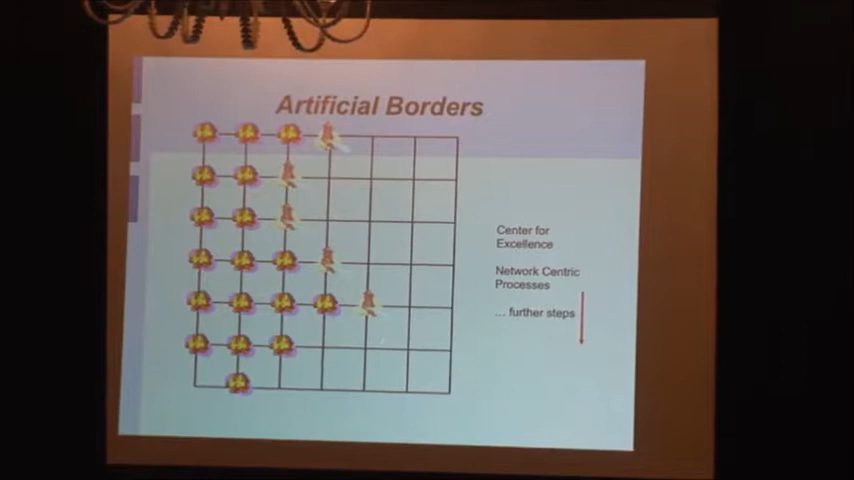 Artificial Borders
Center for
Excellence
Network Centric
Processes
... further steps